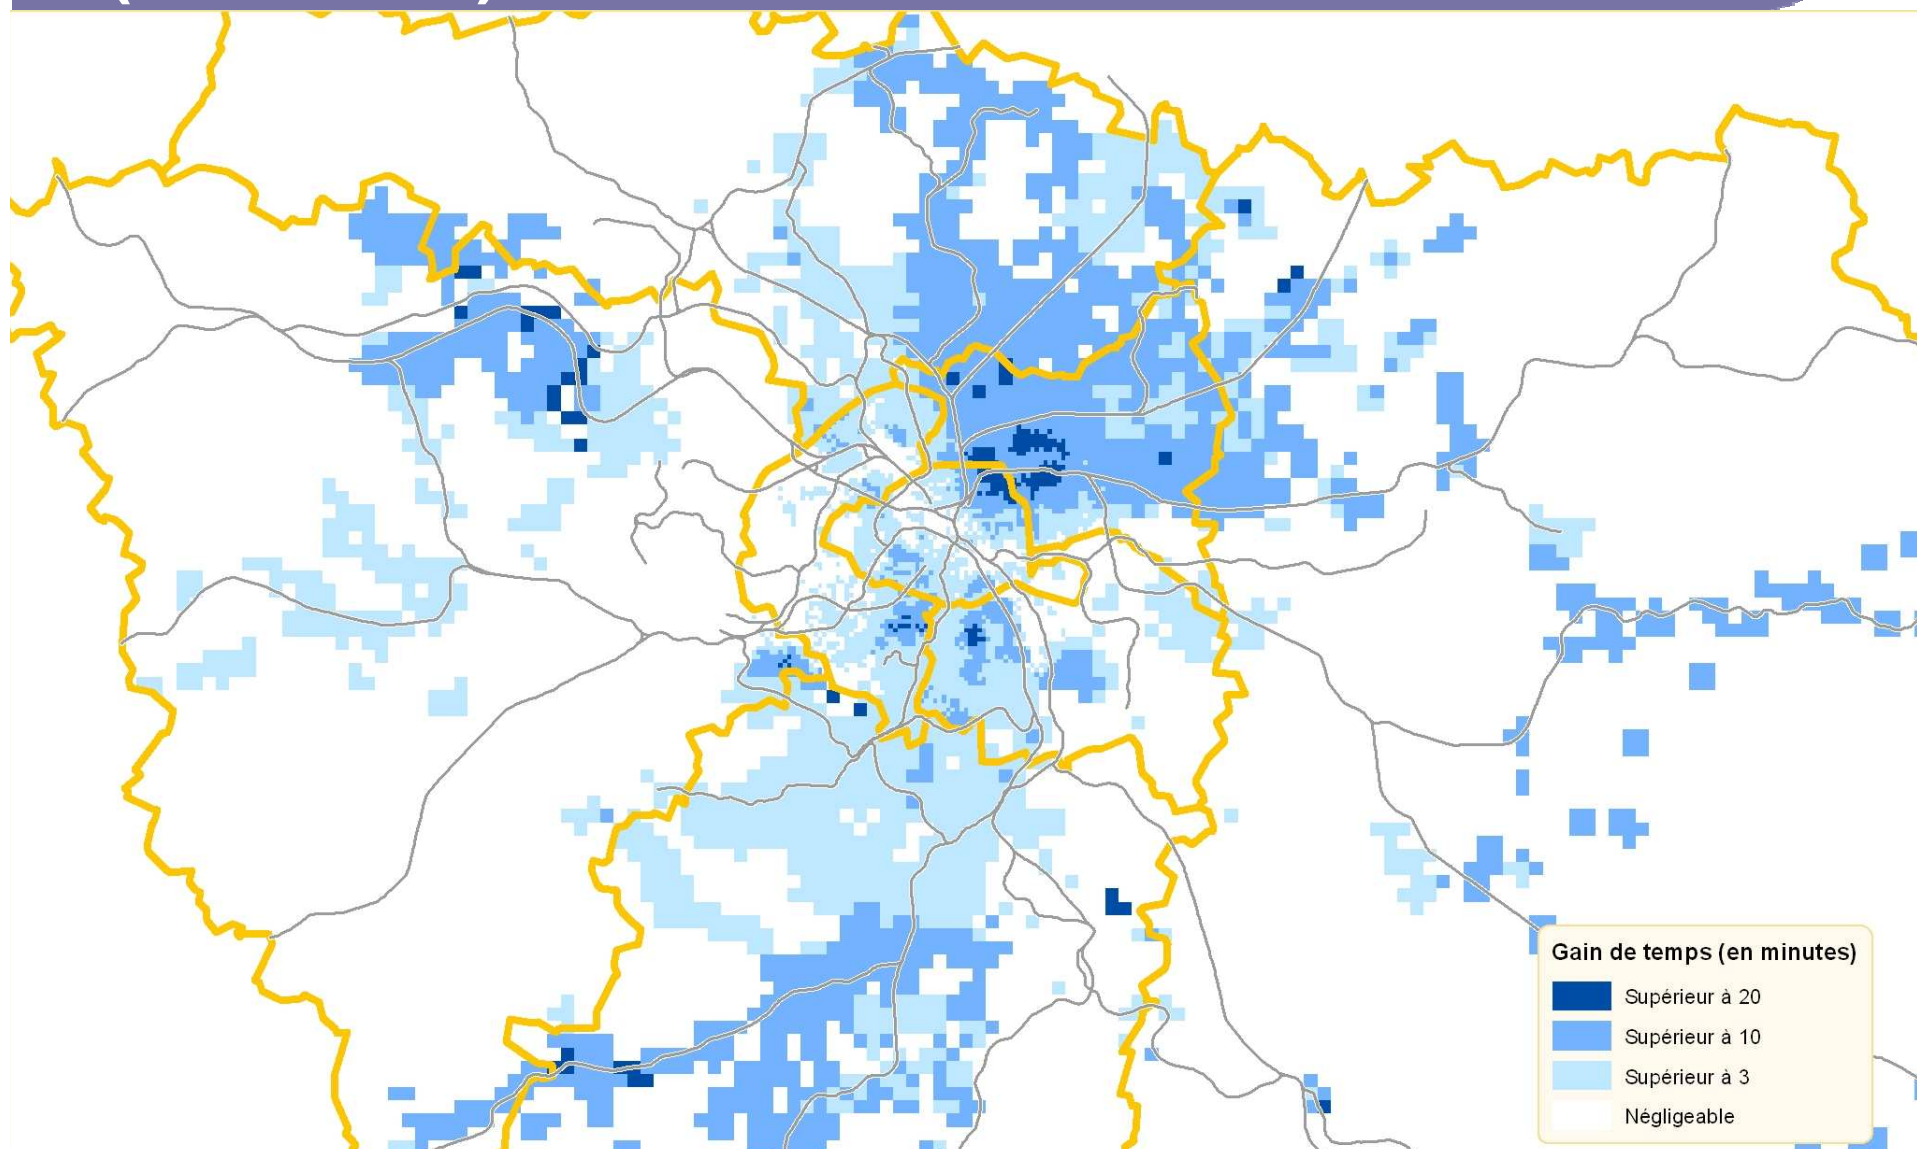 Gain de temps (en minutes)
Supérieur à 20
Supérieur à 10
Supérieur à 3
Négligeable